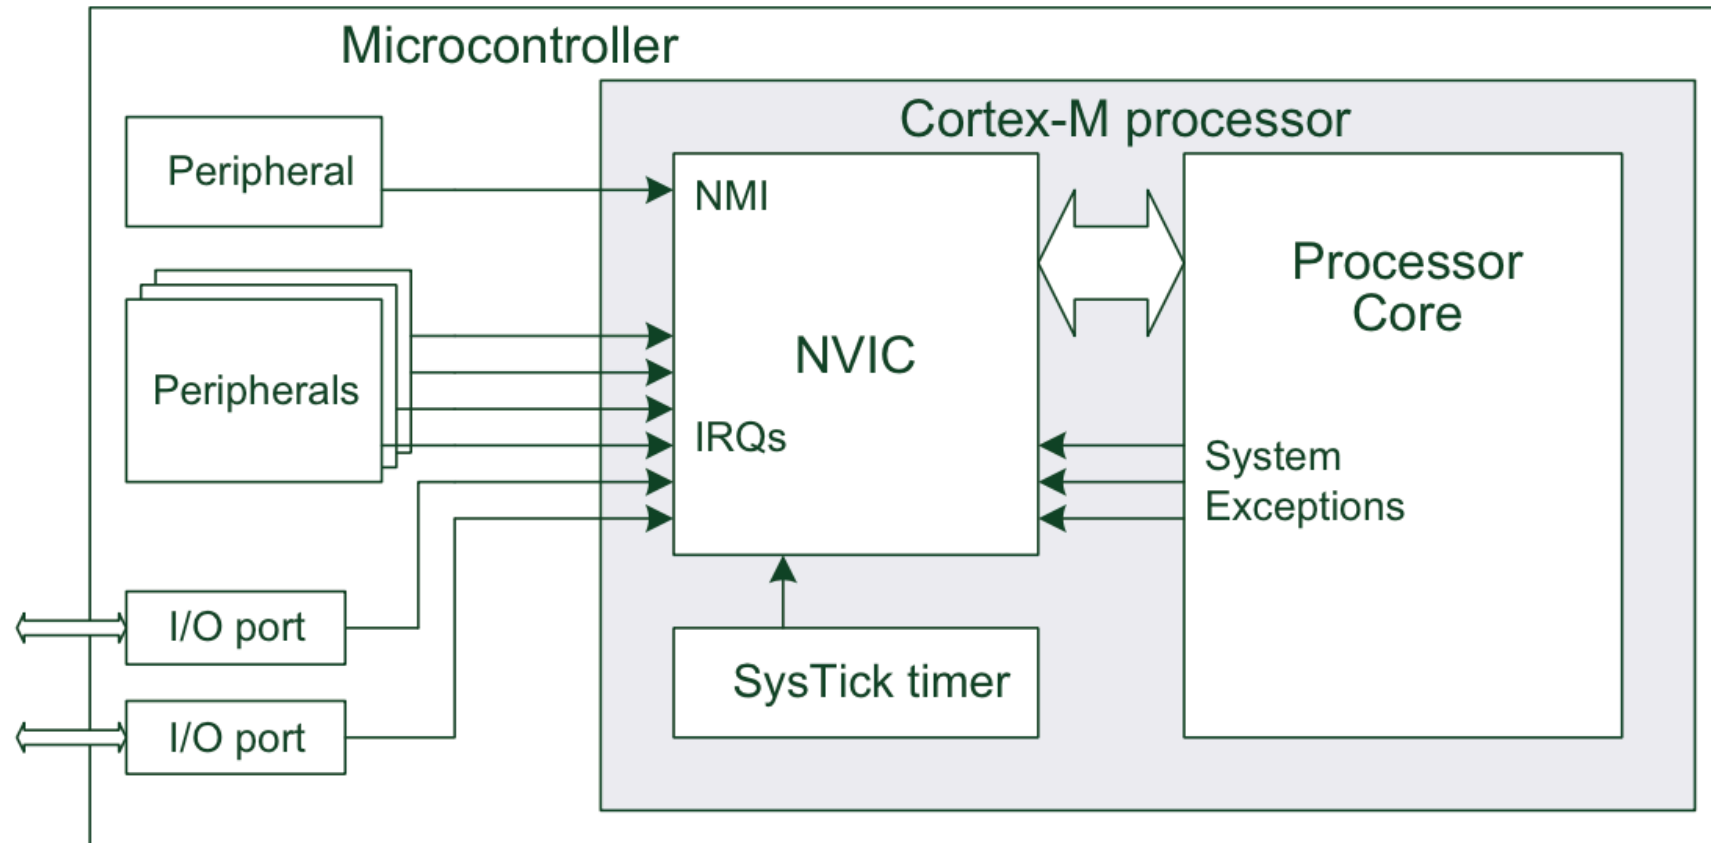 Microcontroller
Cortex-M processor
Peripheral
NMI
Processor
Core
NVIC
Peripherals
IRQs
System
Exceptions
I/O port
SysTick timer
I/O port